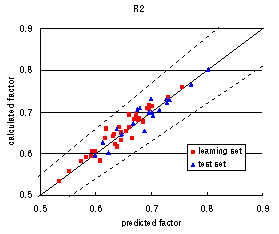 R2
calculated factor
0.9
0.8
0.7
0.6
0.5
learning set
test set
0.5 0.6 0.7 0.8 0.9
predicted factor